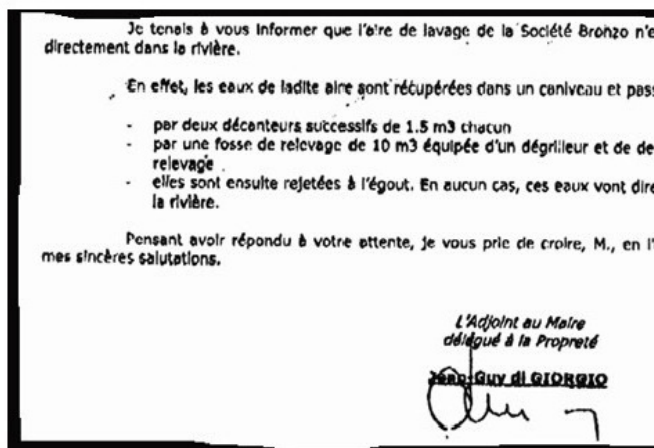 Je tenais à vous informer que l'aire de lavage de la Société Bronzo n'e
directement dans la rivière.
En effet, les eaux de ladite aire sont récupérées dans un caniveau et pass
- par deux décanteurs successifs de 1.5 m3 chacun
- par une fosse de relevage de 10 m3 équipée d'un dégrilleur et de de
relevage
- elles sont ensuite rejetées à l'égout. En aucun cas, ces eaux vont dire
la rivière.
Pensant avoir répondu à votre attente, je vous prie de croire, M., en l'
mes sincères salutations.
L'Adjoint au Maire
délégué à la Propreté
Jean-Guy di GIORGIO